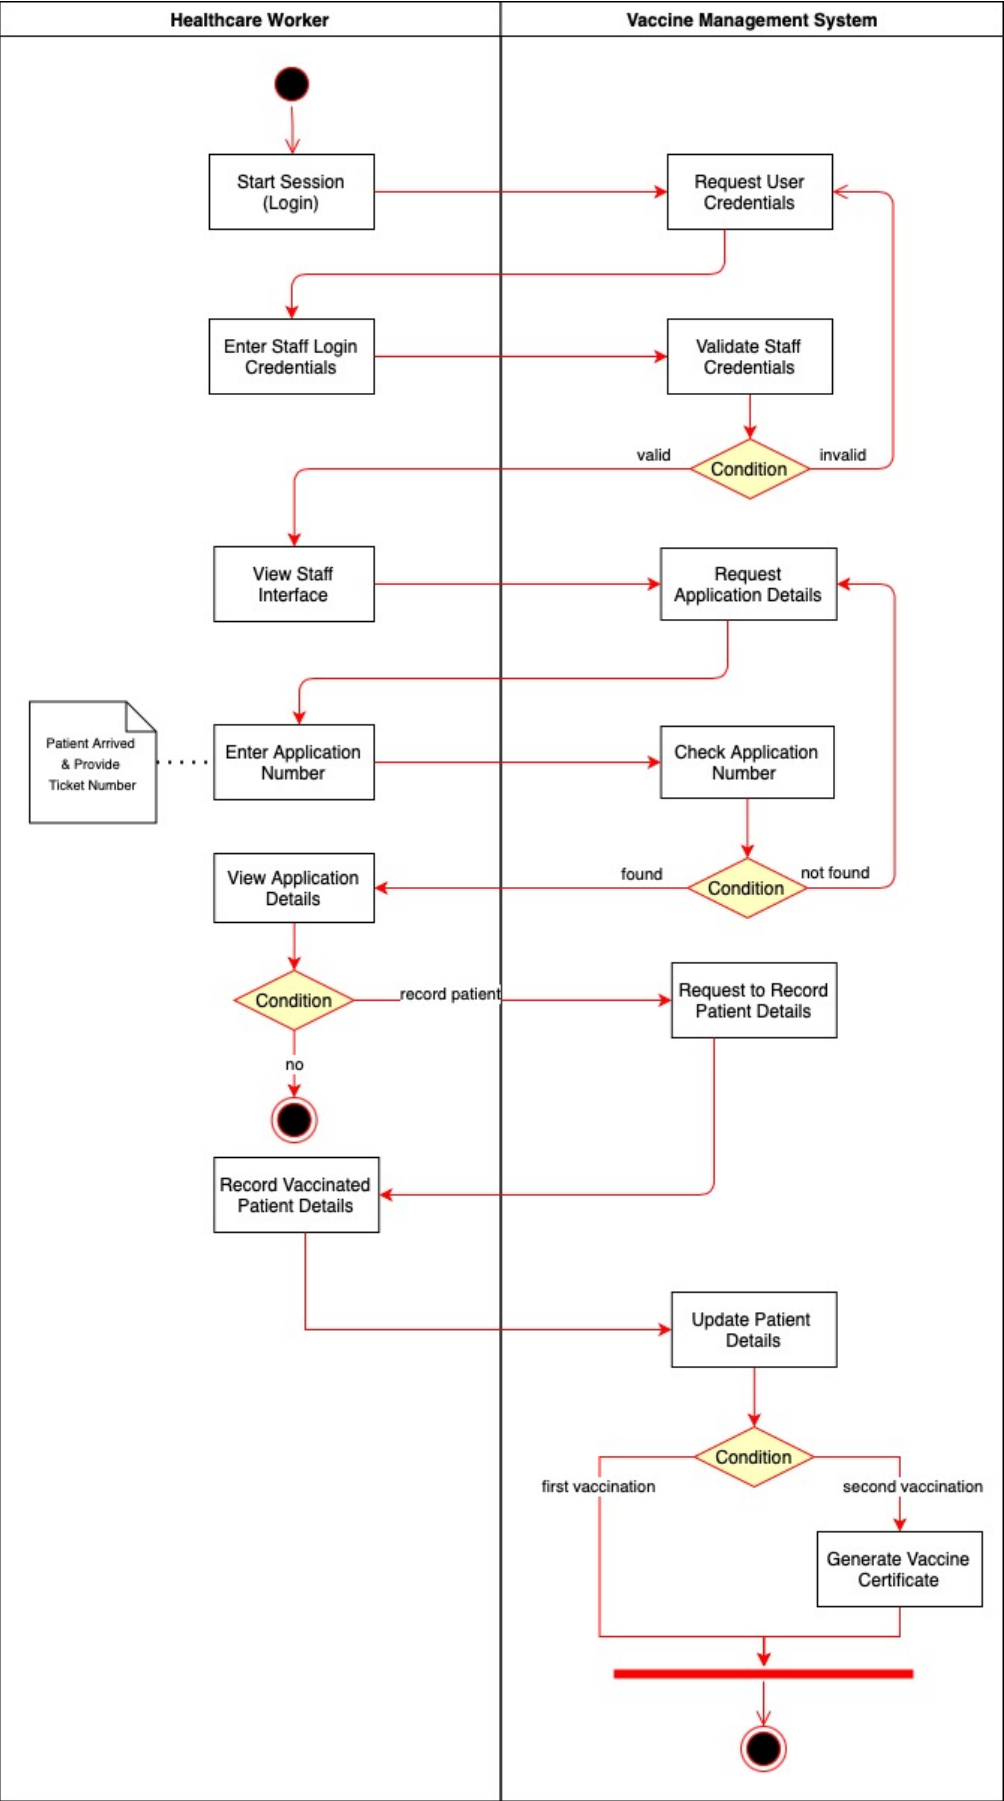 Healthcare Worker
Vaccine Management System
Start Session
(Login)
Request User
Credentials
Enter Staff Login
Credentials
Validate Staff
Credentials
valid
Condition
invalid
View Staff
Interface
Request
Application Details
Patient Arrived
& Provide
Ticket Number
Enter Application
Number
Check Application
Number
View Application
Details
found
Condition
not found
Condition
record patient
Request to Record
Patient Details
no
Record Vaccinated
Patient Details
Update Patient
Details
Condition
first vaccination
second vaccination
Generate Vaccine
Certificate